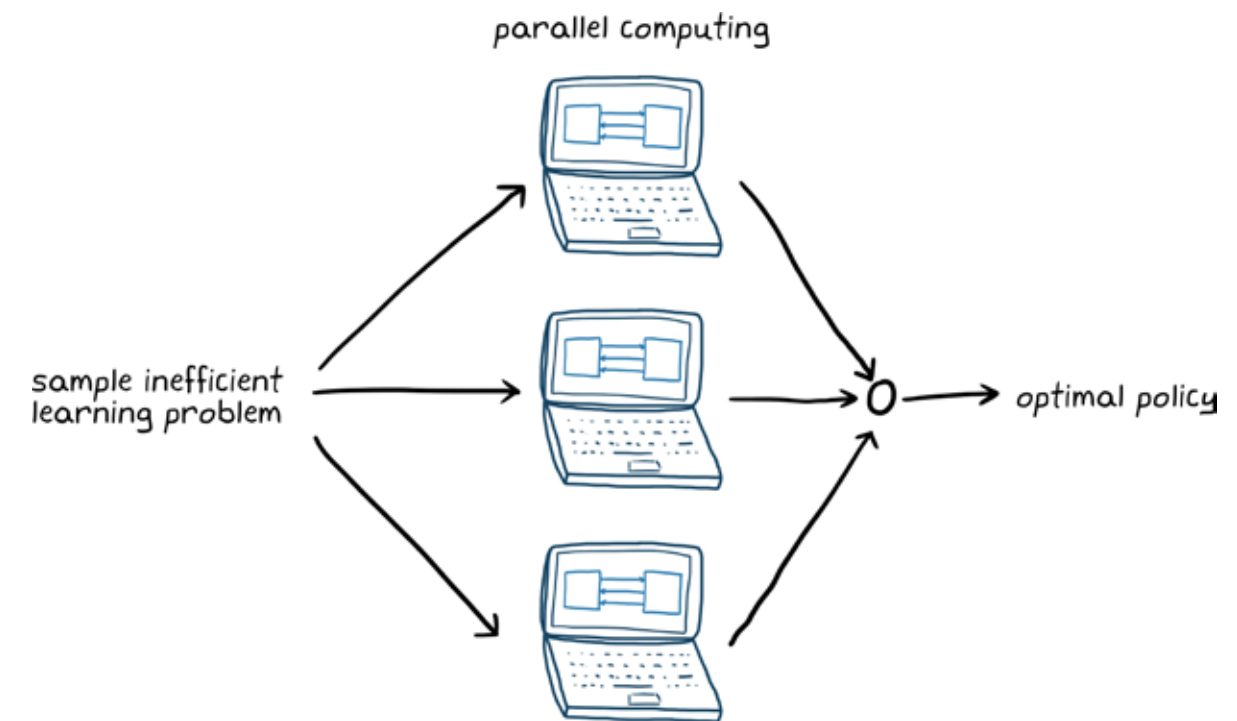 parallel computing
sample inefficient
learning problem
optimal policy